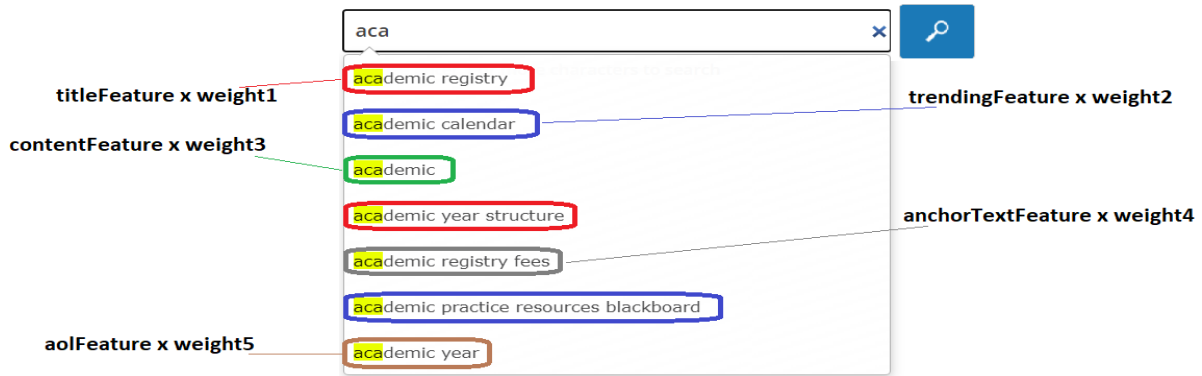 aca
academic registry
titleFeature x weight1
trendingFeature x weight2
academic calendar
contentFeature x weight3
academic
academic year structure
anchorTextFeature x weight4
academic registry fees
academic practice resources blackboard
aolFeature x weight5
academic year